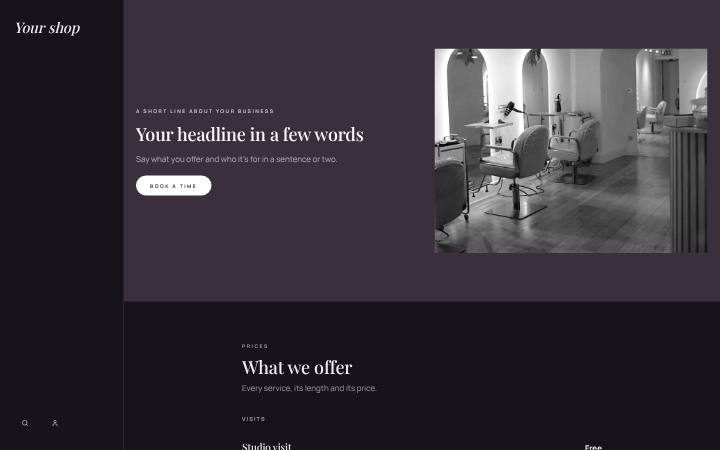 Your shop
A SHORT LINE ABOUT YOUR BUSINESS
Your headline in a few words
Say what you offer and who it's for in a sentence or two.
BOOK A TIME
PRICES
What we offer
Every service, its length and its price.
VISITS
Studio visit
Free